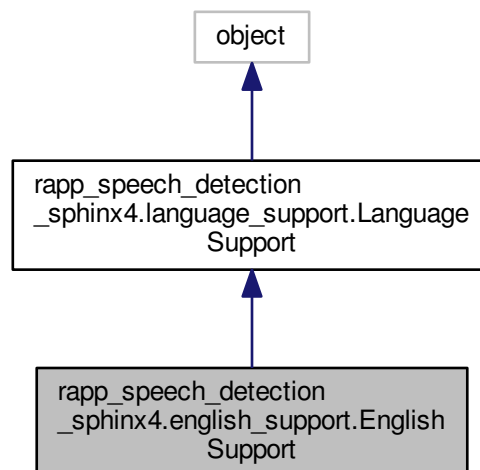 object
rapp_speech_detection
_sphinx4.language_support.Language
Support
rapp_speech_detection
_sphinx4.english_support.English
Support